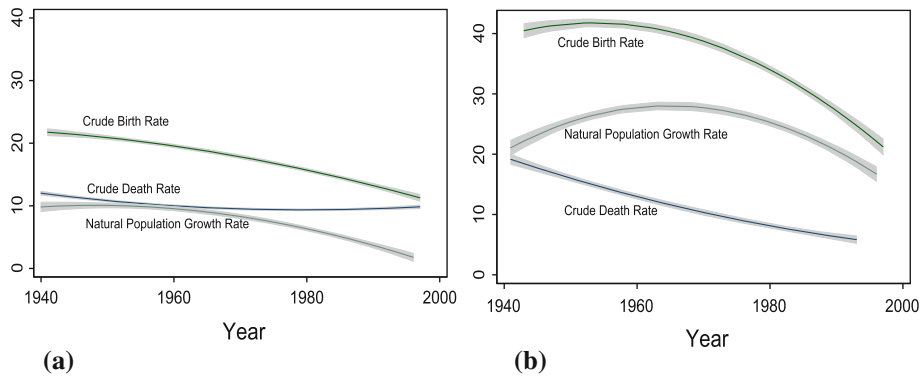 40
30
20
10
0
Crude Birth Rate
Crude Death Rate
Natural Population Growth Rate
1940 1960 1980 2000
Year
(a)
40
30
20
10
0
Crude Birth Rate
Natural Population Growth Rate
Crude Death Rate
1940 1960 1980 2000
Year
(b)